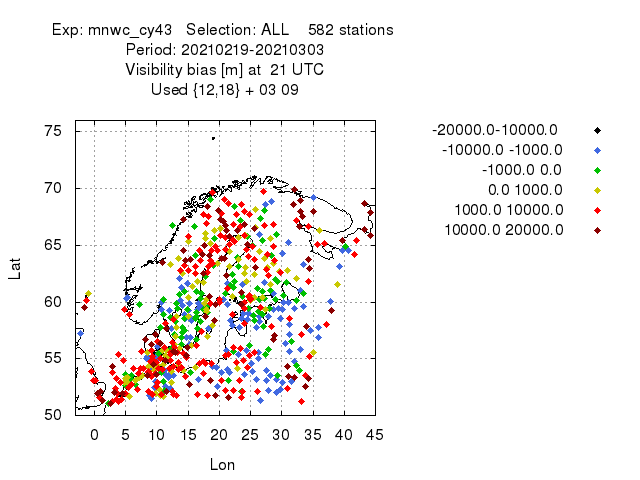 Exp: mnwc_cy43   Selection: ALL    582 stations
Period: 20210219-20210303
Visibility bias [m] at  21 UTC
Used {12,18} + 03 09
75
70
65
60
55
50
0 5 10 15 20 25 30 35 40 45
Lat
Lon
-20000.0-10000.0
-10000.0 -1000.0
-1000.0 0.0
0.0 1000.0
1000.0 10000.0
10000.0 20000.0